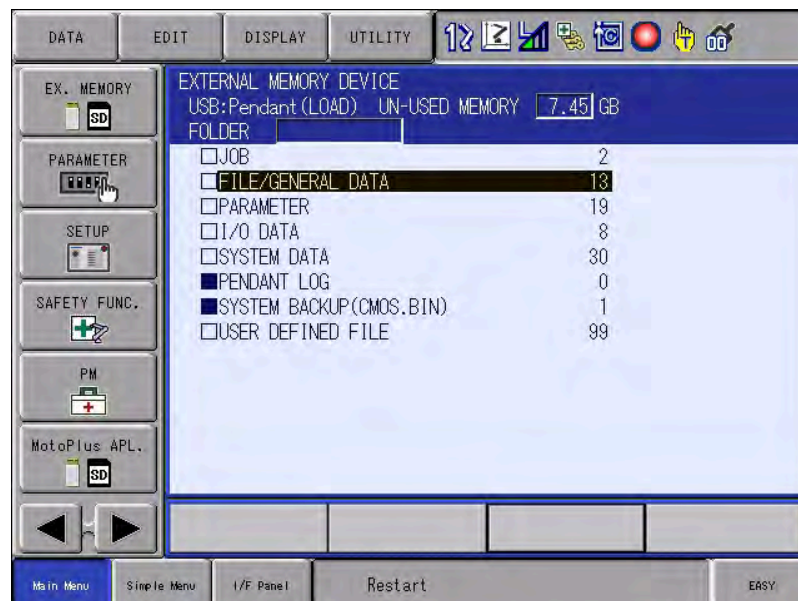 DATA EDIT DISPLAY UTILITY
EX. MEMORY
SD
PARAMETER
SETUP
SAFETY FUNC.
PM
MotoPlus APL.
SD
EXTERNAL MEMORY DEVICE
USB:Pendant(LOAD) UN-USED MEMORY 7.45 GB
FOLDER
JOB 2
FILE/GENERAL DATA 13
PARAMETER 19
I/O DATA 8
SYSTEM DATA 30
PENDANT LOG 0
SYSTEM BACKUP(CMOS.BIN) 1
USER DEFINED FILE 99
Main Menu Simple Menu I/F Panel Restart EASY